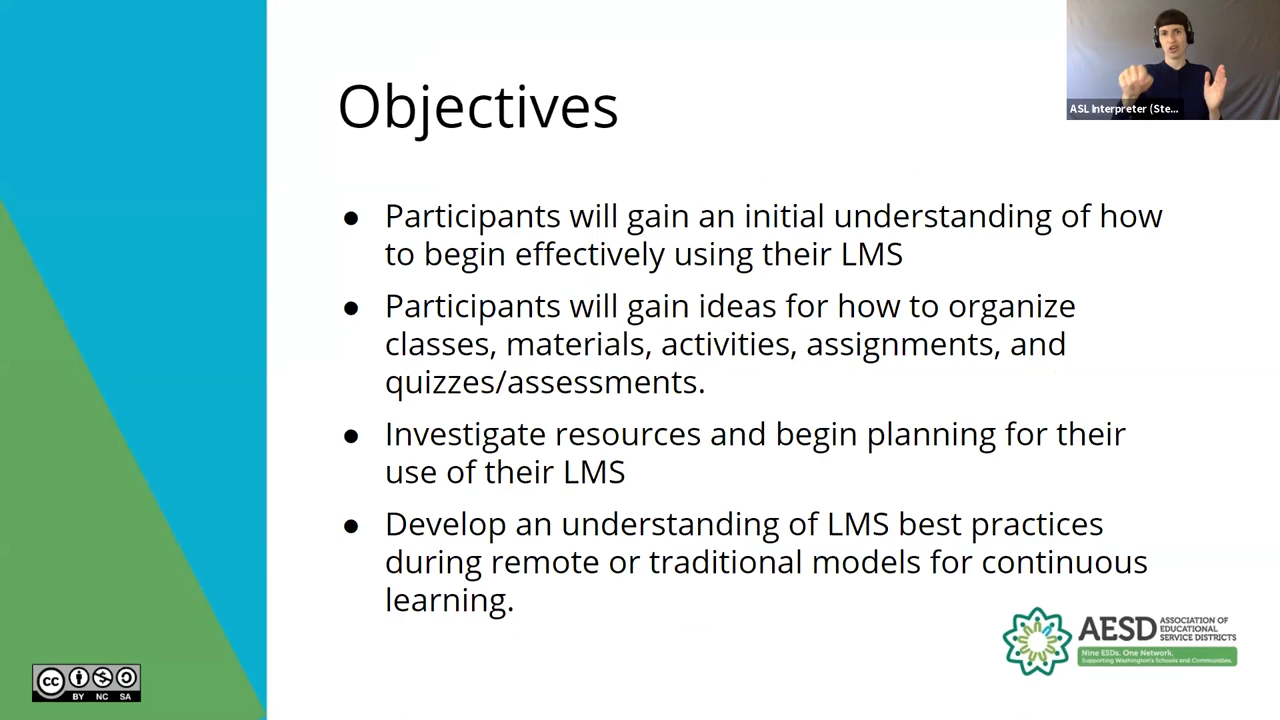 Objectives
ASL Interpreter (Ste...
● Participants will gain an initial understanding of how
to begin effectively using their LMS
● Participants will gain ideas for how to organize
classes, materials, activities, assignments, and
quizzes/assessments.
● Investigate resources and begin planning for their
use of their LMS
● Develop an understanding of LMS best practices
during remote or traditional models for continuous
learning.
AESD
ASSOCIATION OF
EDUCATIONAL
SERVICE DISTRICTS
Nine ESDs. One Network.
Supporting Washington's Schools and Communities.
cc
BY NC SA